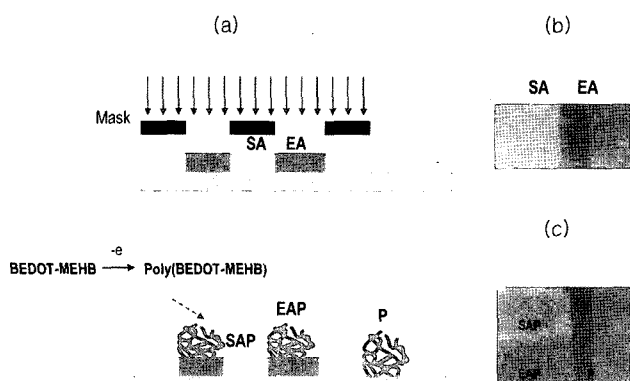 (a)
(b)
SA EA
Mask
SA EA
(c)
-e
BEDOT-MEHB Poly(BEDOT-MEHB)
EAP P
SAP
SAP
EAP